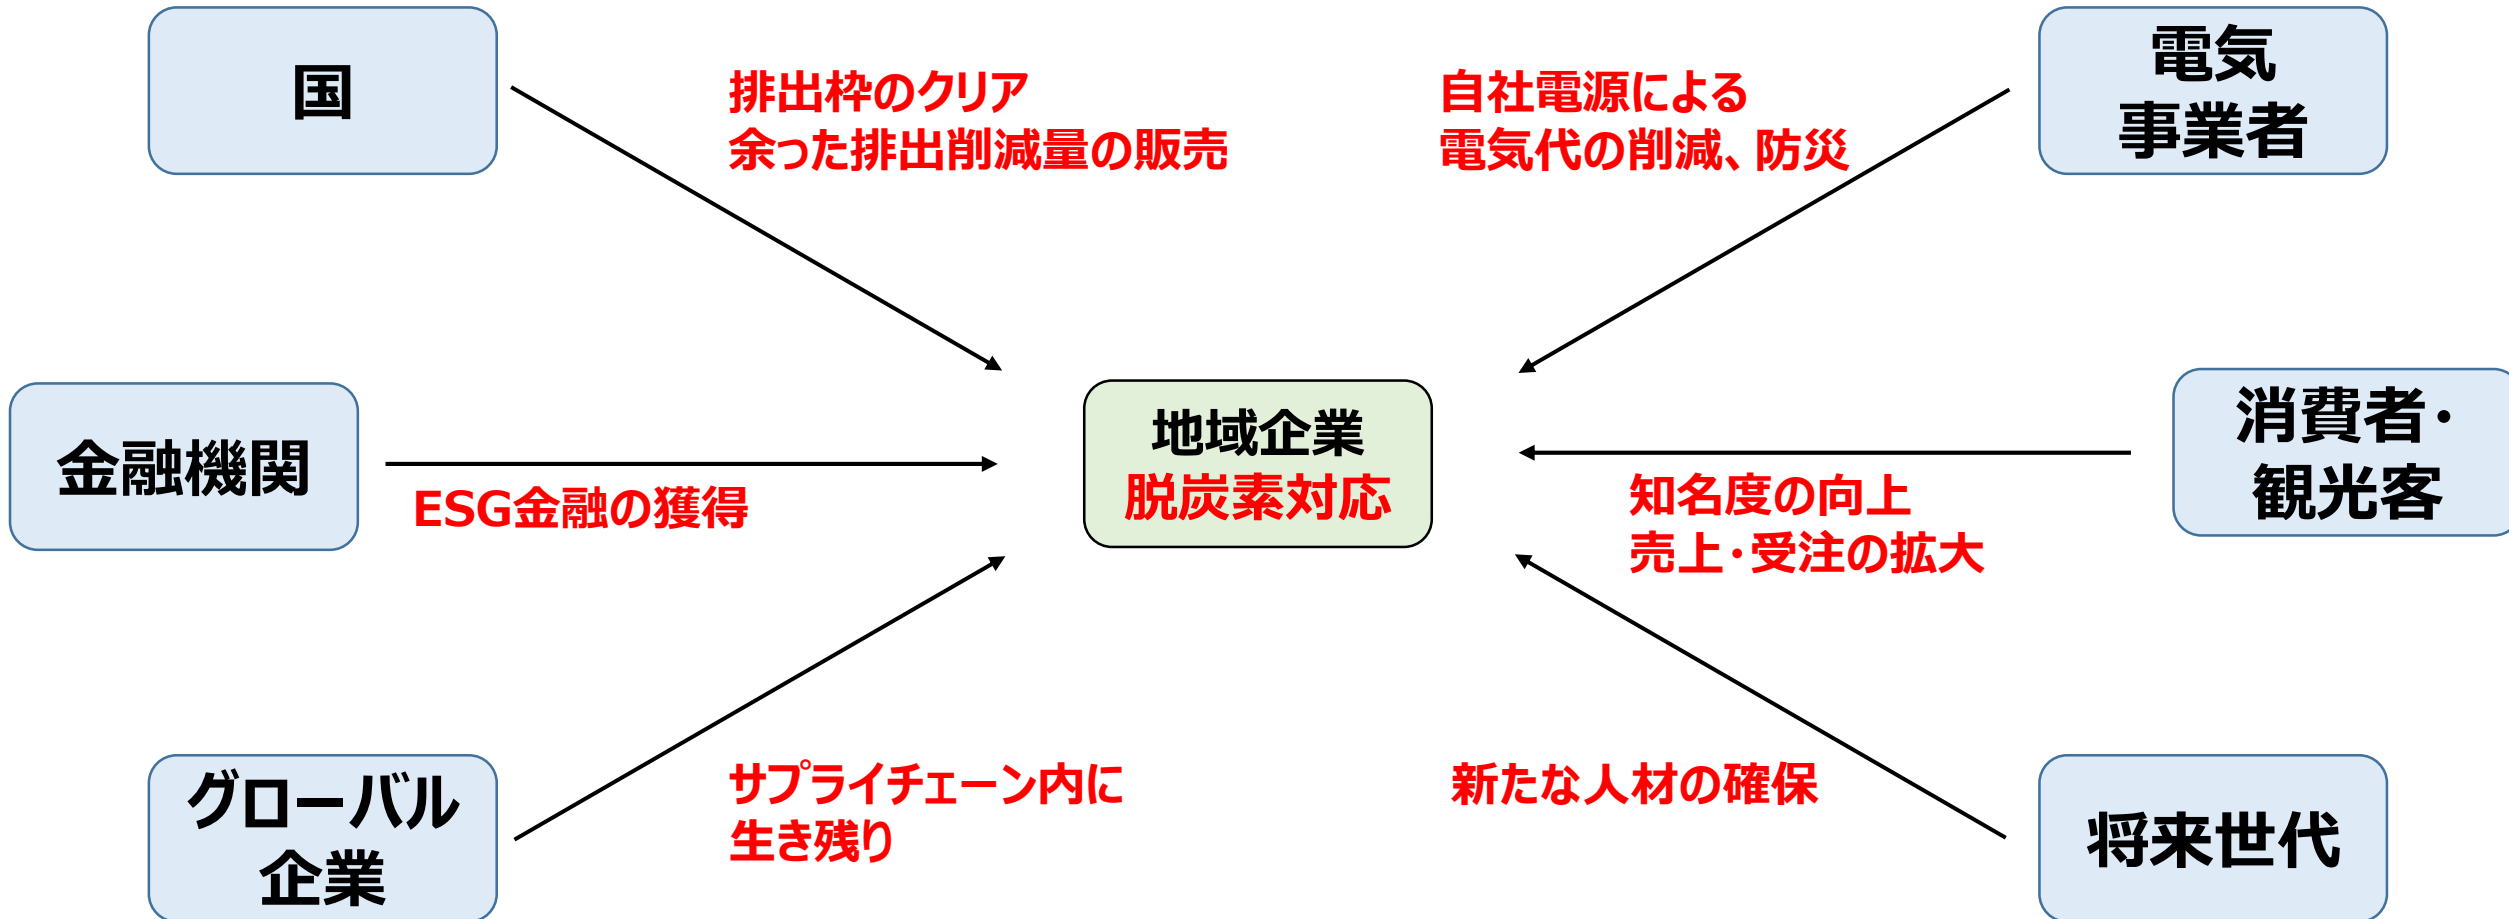 国
排出枠のクリア
余った排出削減量の販売
自社電源による
電気代の削減、防災
電気
事業者
金融機関
ESG金融の獲得
地域企業
脱炭素対応
知名度の向上
売上・受注の拡大
消費者・
観光客
グローバル
企業
サプライチェーン内に
生き残り
新たな人材の確保
将来世代